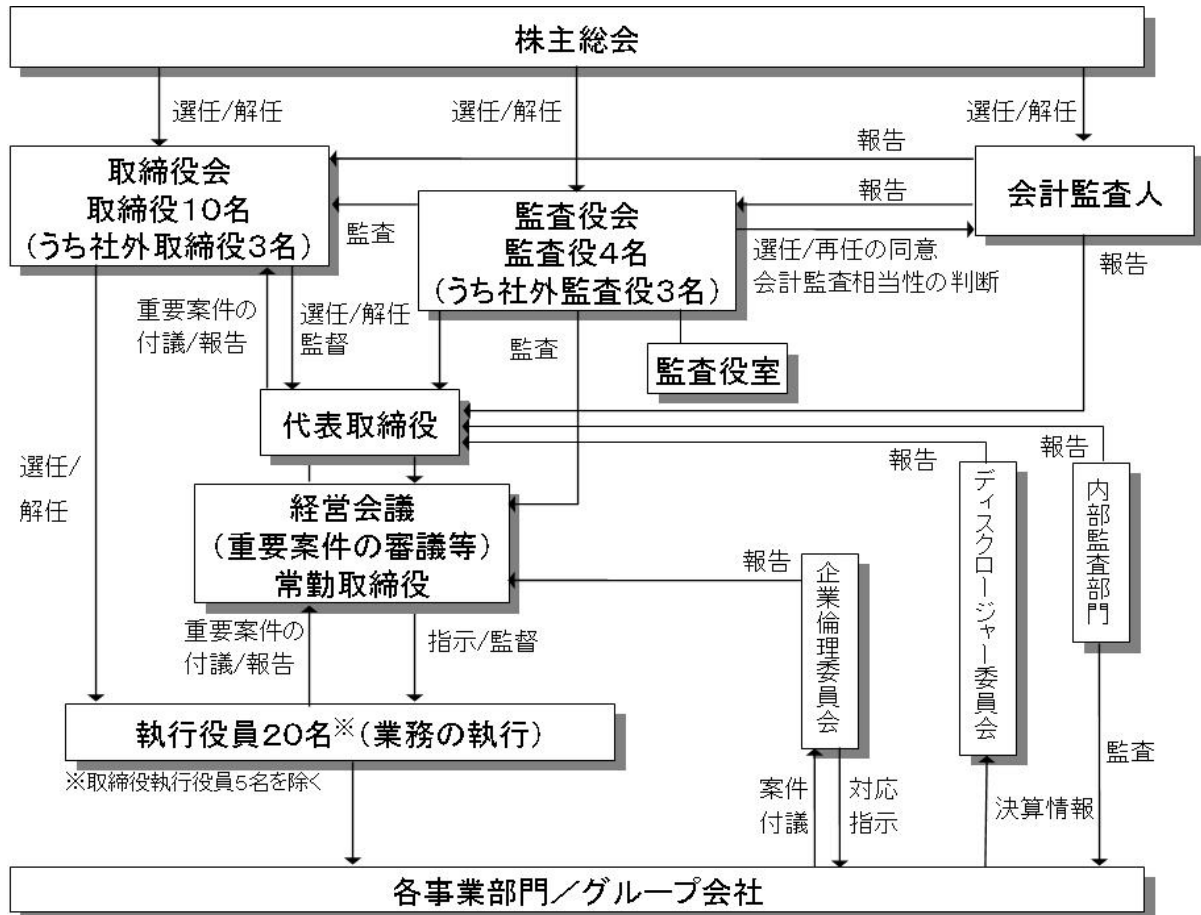 株主総会
選任/解任
選任/解任
選任/解任
取締役会
取締役10名
(うち社外取締役3名)
監査
監査役会
監査役4名
(うち社外監査役3名)
報告
報告
会計監査人
選任/再任の同意
会計監査相当性の判断
報告
重要案件の
付議/報告
選任/解任
監督
監査
監査役室
代表取締役
選任/
解任
経営会議
(重要案件の審議等)
常勤取締役
報告
報告
報告
企業倫理委員会
ディスクロージャー委員会
内部監査部門
重要案件の
付議/報告
指示/監督
執行役員20名※(業務の執行)
※取締役執行役員5名を除く
案件
付議
対応
指示
決算情報
監査
各事業部門/グループ会社